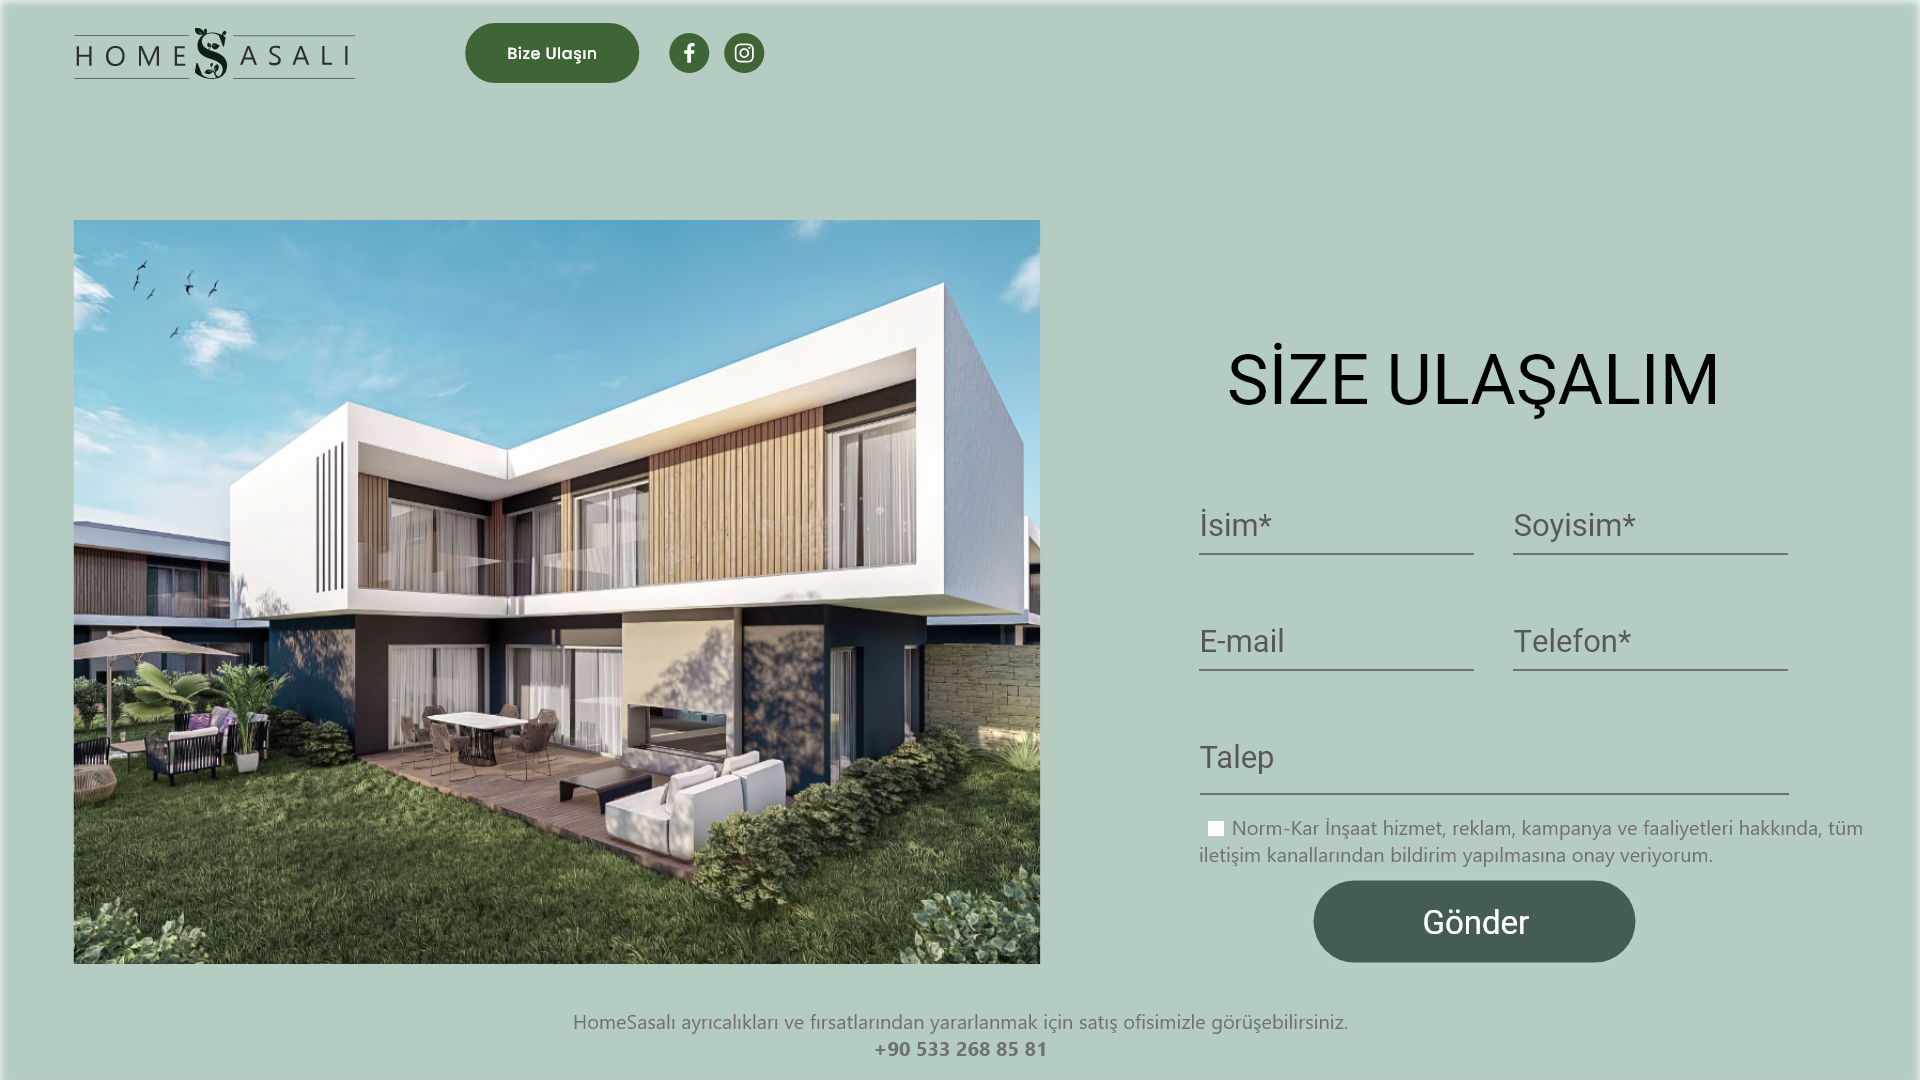 HOME S ASALI
Bize Ulaşın
SİZE ULAŞALIM
İsim*
Soyisim*
E-mail
Telefon*
Talep
Norm-Kar İnşaat hizmet, reklam, kampanya ve faaliyetleri hakkında, tüm
iletişim kanallarından bildirim yapılmasına onay veriyorum.
Gönder
HomeSasalı ayrıcalıkları ve fırsatlarından yararlanmak için satış ofisimizle görüşebilirsiniz.
+90 533 268 85 81